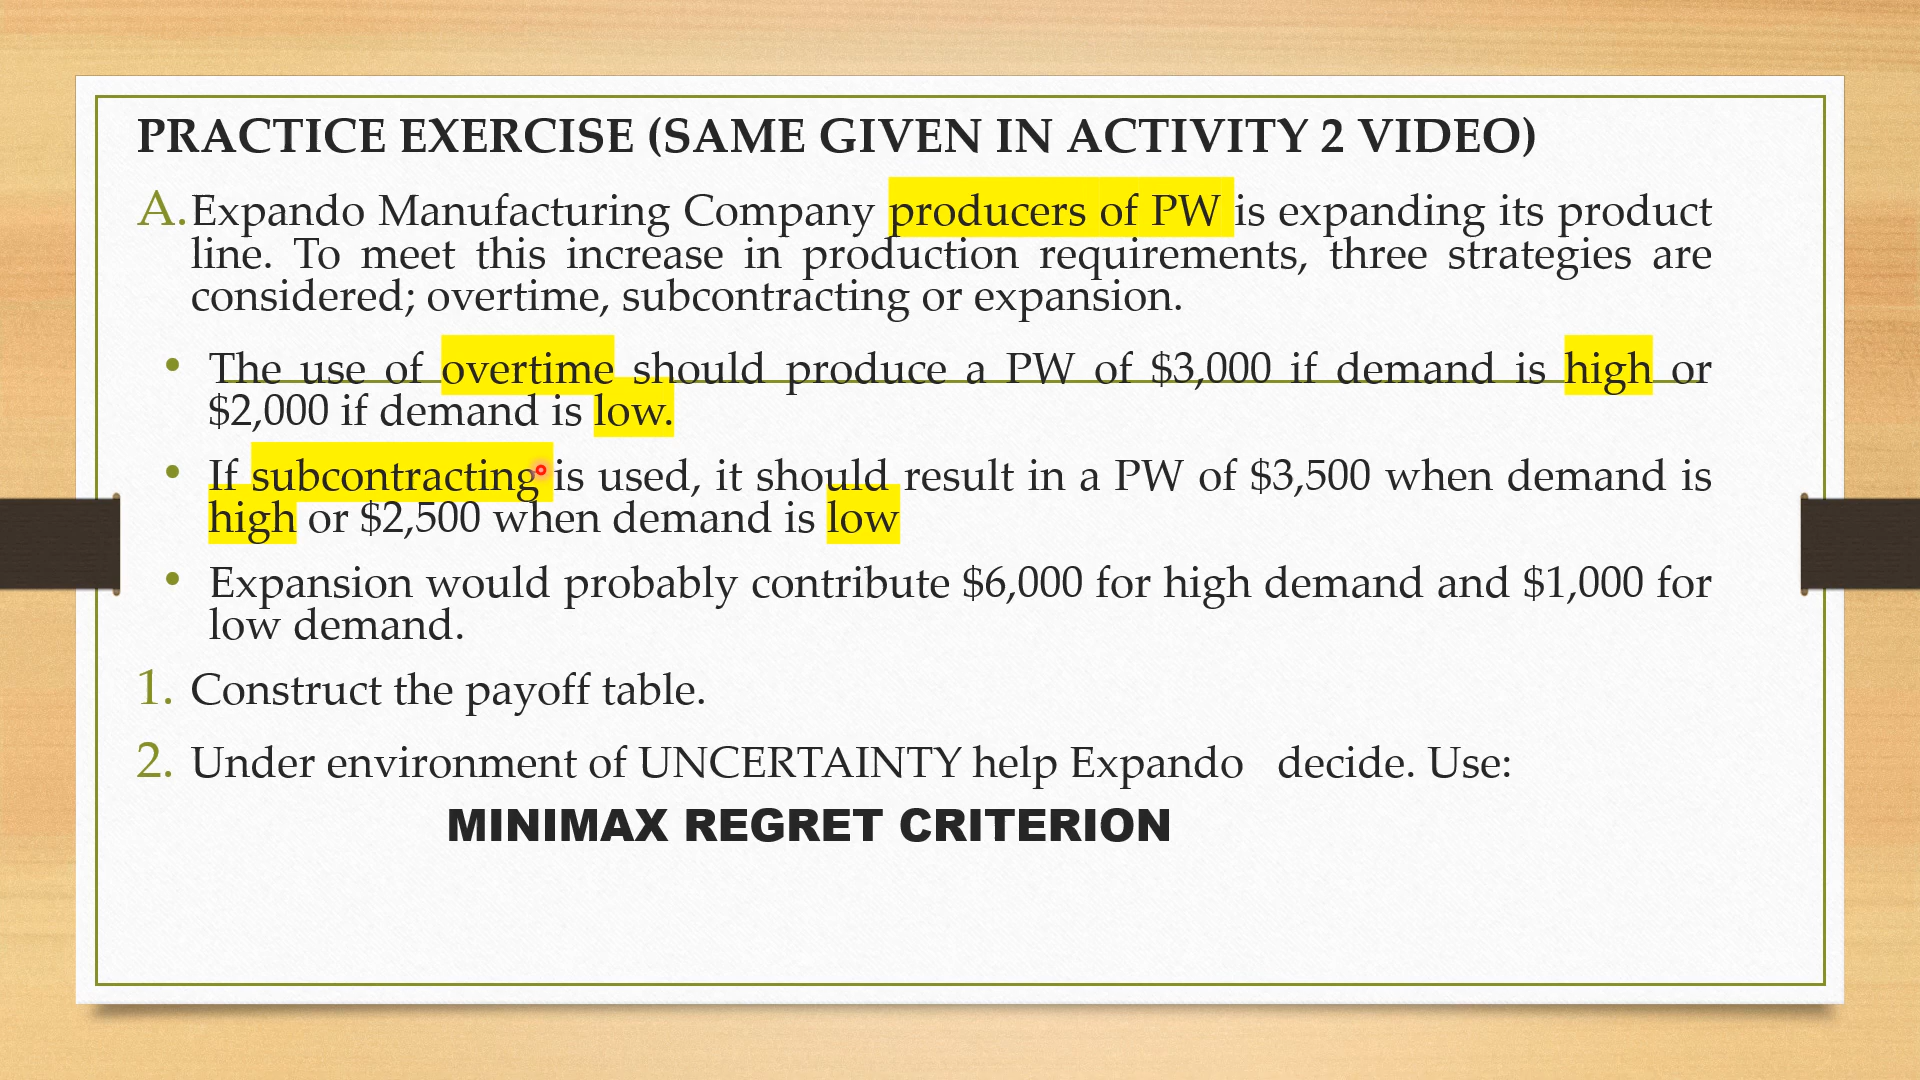 PRACTICE EXERCISE (SAME GIVEN IN ACTIVITY 2 VIDEO)
A. Expando Manufacturing Company producers of PW is expanding its product
line. To meet this increase in production requirements, three strategies are
considered; overtime, subcontracting or expansion.
• The use of overtime should produce a PW of $3,000 if demand is high or
$2,000 if demand is low.
• If subcontracting is used, it should result in a PW of $3,500 when demand is
high or $2,500 when demand is low
• Expansion would probably contribute $6,000 for high demand and $1,000 for
low demand.
1. Construct the payoff table.
2. Under environment of UNCERTAINTY help Expando decide. Use:
MINIMAX REGRET CRITERION